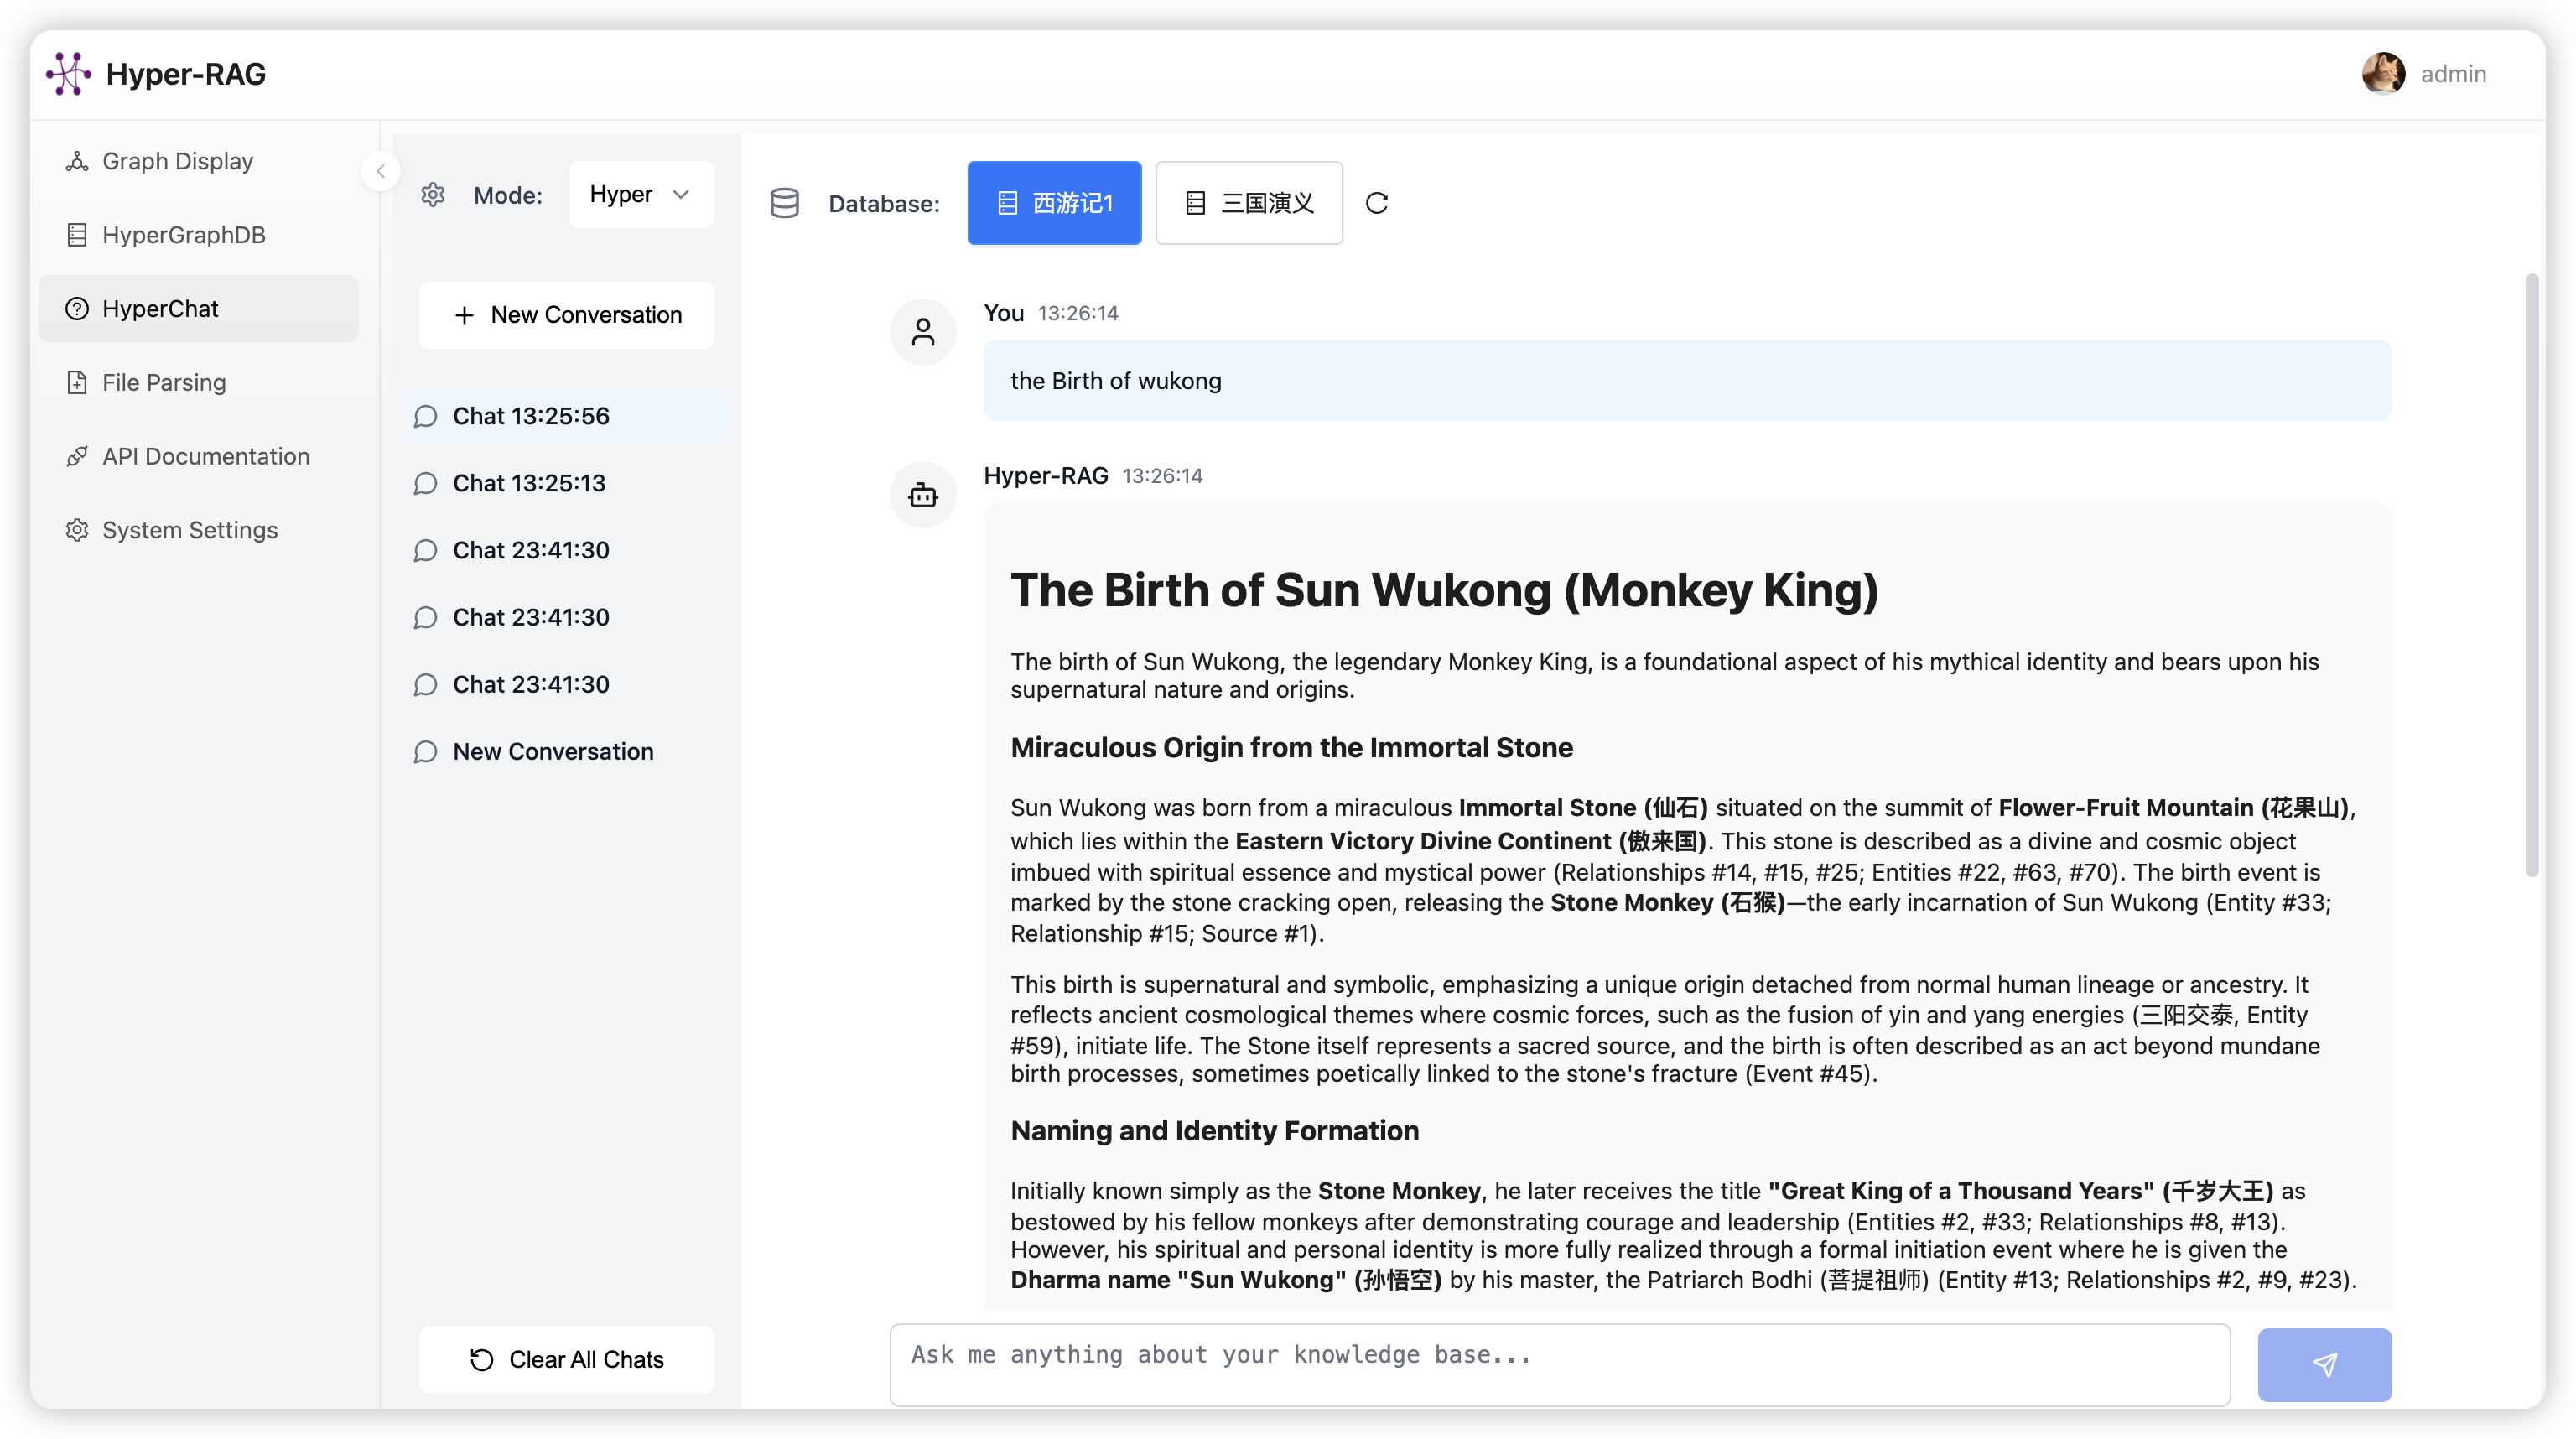 Hyper-RAG
admin
Graph Display
HyperGraphDB
HyperChat
File Parsing
API Documentation
System Settings
Mode:
Hyper
New Conversation
Chat 13:25:56
Chat 13:25:13
Chat 23:41:30
Chat 23:41:30
Chat 23:41:30
New Conversation
Clear All Chats
Database:
西游记1
三国演义
You 13:26:14
the Birth of wukong
Hyper-RAG 13:26:14
The Birth of Sun Wukong (Monkey King)
The birth of Sun Wukong, the legendary Monkey King, is a foundational aspect of his mythical identity and bears upon his
supernatural nature and origins.
Miraculous Origin from the Immortal Stone
Sun Wukong was born from a miraculous Immortal Stone (仙石) situated on the summit of Flower-Fruit Mountain (花果山),
which lies within the Eastern Victory Divine Continent (傲来国). This stone is described as a divine and cosmic object
imbued with spiritual essence and mystical power (Relationships #14, #15, #25; Entities #22, #63, #70). The birth event is
marked by the stone cracking open, releasing the Stone Monkey (石猴)—the early incarnation of Sun Wukong (Entity #33;
Relationship #15; Source #1).
This birth is supernatural and symbolic, emphasizing a unique origin detached from normal human lineage or ancestry. It
reflects ancient cosmological themes where cosmic forces, such as the fusion of yin and yang energies (三阳交泰, Entity
#59), initiate life. The Stone itself represents a sacred source, and the birth is often described as an act beyond mundane
birth processes, sometimes poetically linked to the stone's fracture (Event #45).
Naming and Identity Formation
Initially known simply as the Stone Monkey, he later receives the title "Great King of a Thousand Years" (千岁大王) as
bestowed by his fellow monkeys after demonstrating courage and leadership (Entities #2, #33; Relationships #8, #13).
However, his spiritual and personal identity is more fully realized through a formal initiation event where he is given the
Dharma name "Sun Wukong" (孙悟空) by his master, the Patriarch Bodhi (菩提祖师) (Entity #13; Relationships #2, #9, #23).
Ask me anything about your knowledge base...